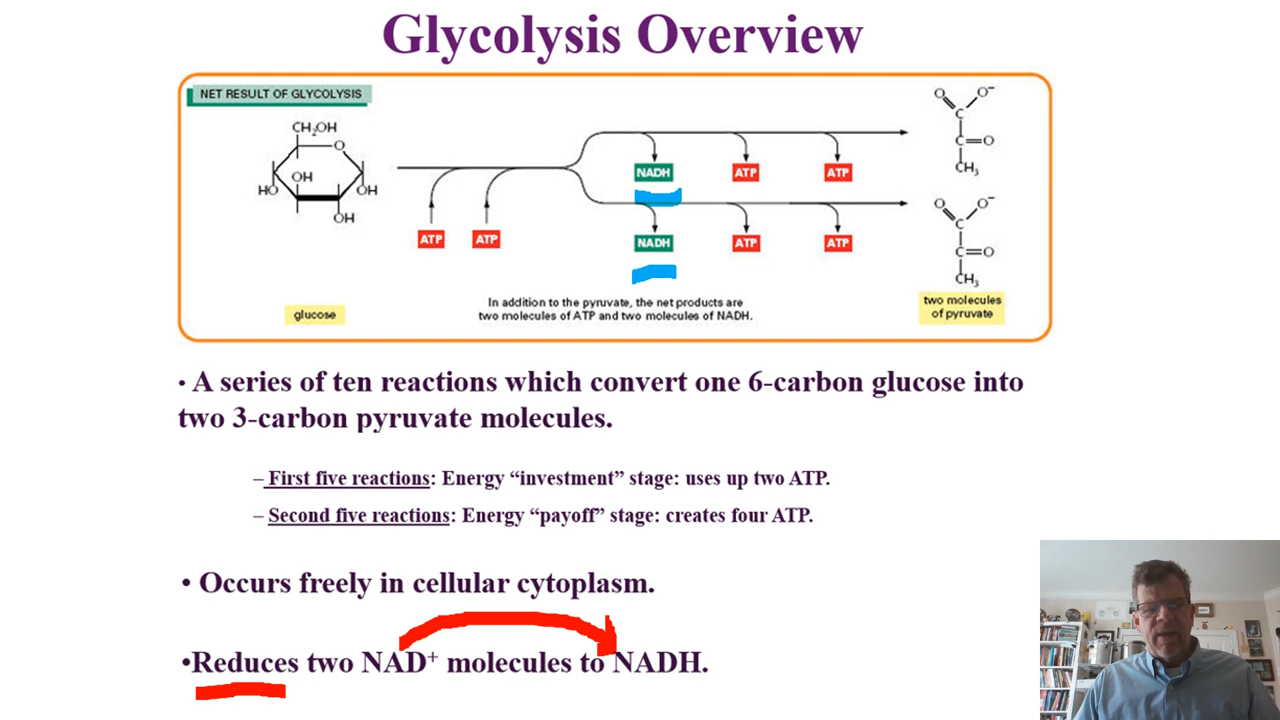 Glycolysis Overview
NET RESULT OF GLYCOLYSIS
CH₂OH
O
OH
HO
OH
OH
glucose
ATP
ATP
NADH
ATP
ATP
NADH
ATP
ATP
In addition to the pyruvate, the net products are
two molecules of ATP and two molecules of NADH.
O
O⁻
C
C=O
CH₃
O
O⁻
C
C=O
CH₃
two molecules
of pyruvate
• A series of ten reactions which convert one 6-carbon glucose into
two 3-carbon pyruvate molecules.
– First five reactions: Energy “investment” stage: uses up two ATP.
– Second five reactions: Energy “payoff” stage: creates four ATP.
• Occurs freely in cellular cytoplasm.
•Reduces two NAD⁺ molecules to NADH.